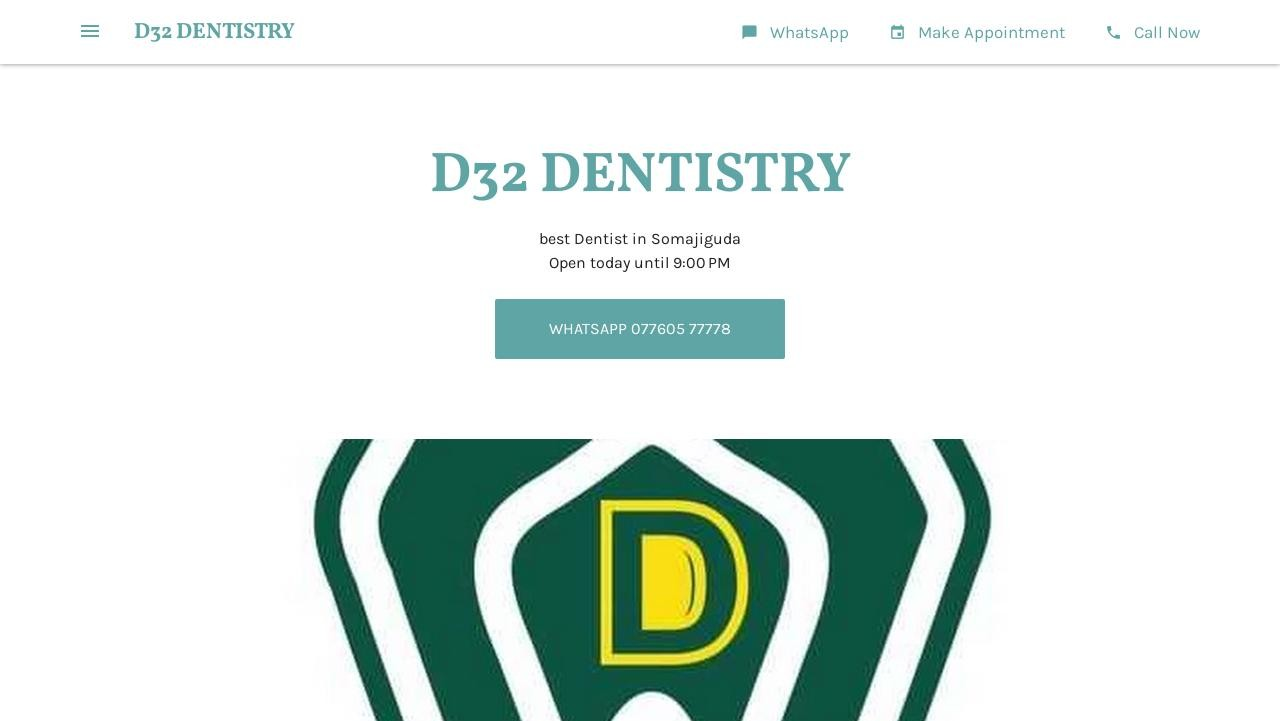 D32 DENTISTRY
WhatsApp
Make Appointment
Call Now
D32 DENTISTRY
best Dentist in Somajiguda
Open today until 9:00 PM
WHATSAPP 077605 77778
D